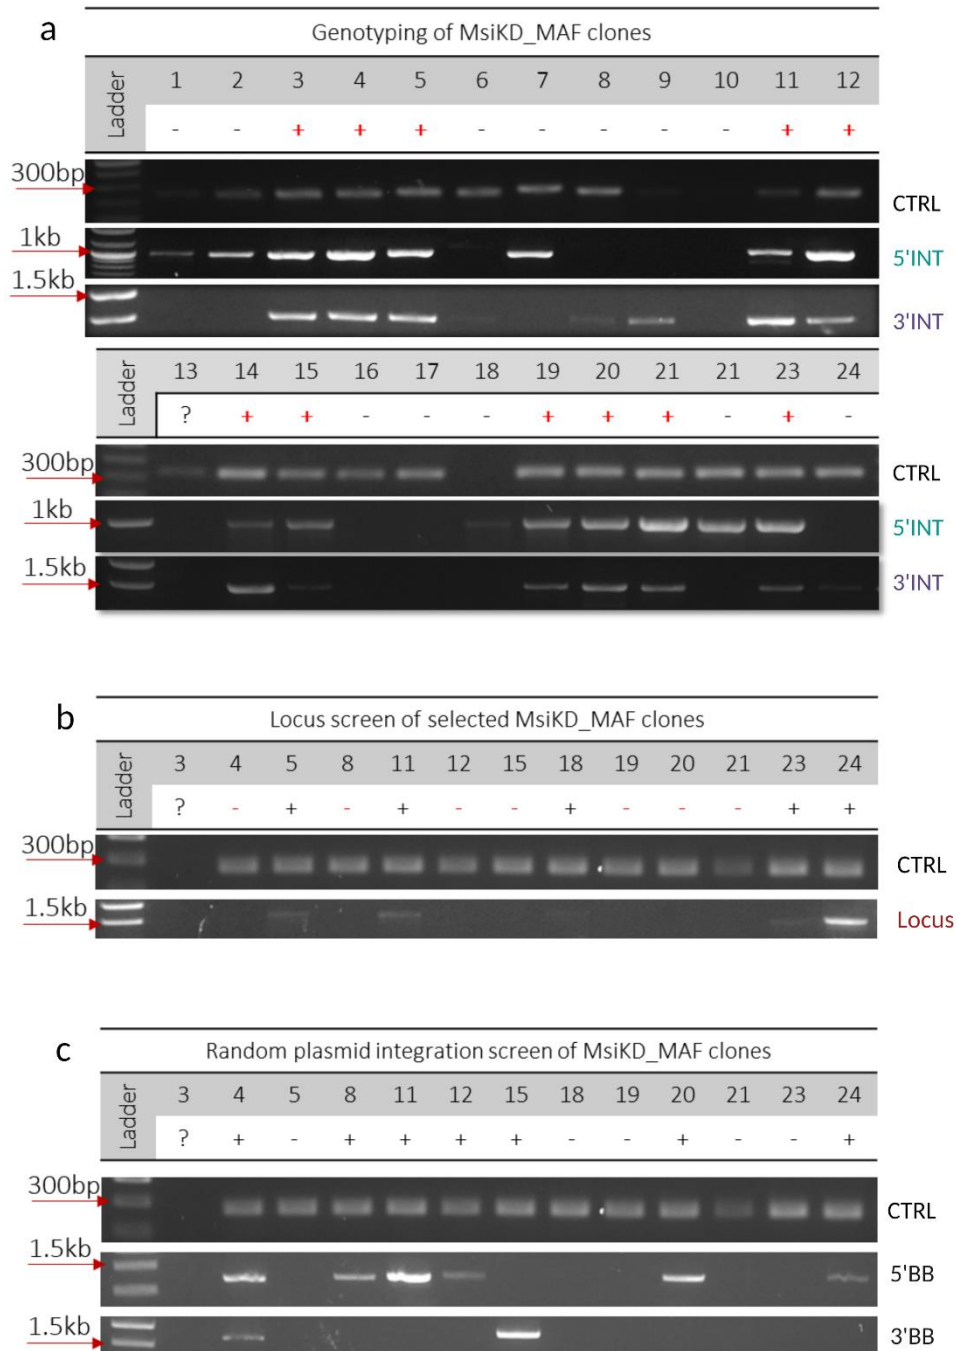 a
Genotyping of MsiKD_MAF clones
Ladder 1 2 3 4 5 6 7 8 9 10 11 12
- - + + + - - - - - + +
300bp CTRL
1kb 5'INT
1.5kb 3'INT
Ladder 13 14 15 16 17 18 19 20 21 21 23 24
? + + - - - + + + - + -
300bp CTRL
1kb 5'INT
1.5kb 3'INT
b
Locus screen of selected MsiKD_MAF clones
Ladder 3 4 5 8 11 12 15 18 19 20 21 23 24
? - + - + - - + - - - + +
300bp CTRL
1.5kb Locus
c
Random plasmid integration screen of MsiKD_MAF clones
Ladder 3 4 5 8 11 12 15 18 19 20 21 23 24
? + - + + + + - - + - - +
300bp CTRL
1.5kb 5'BB
1.5kb 3'BB